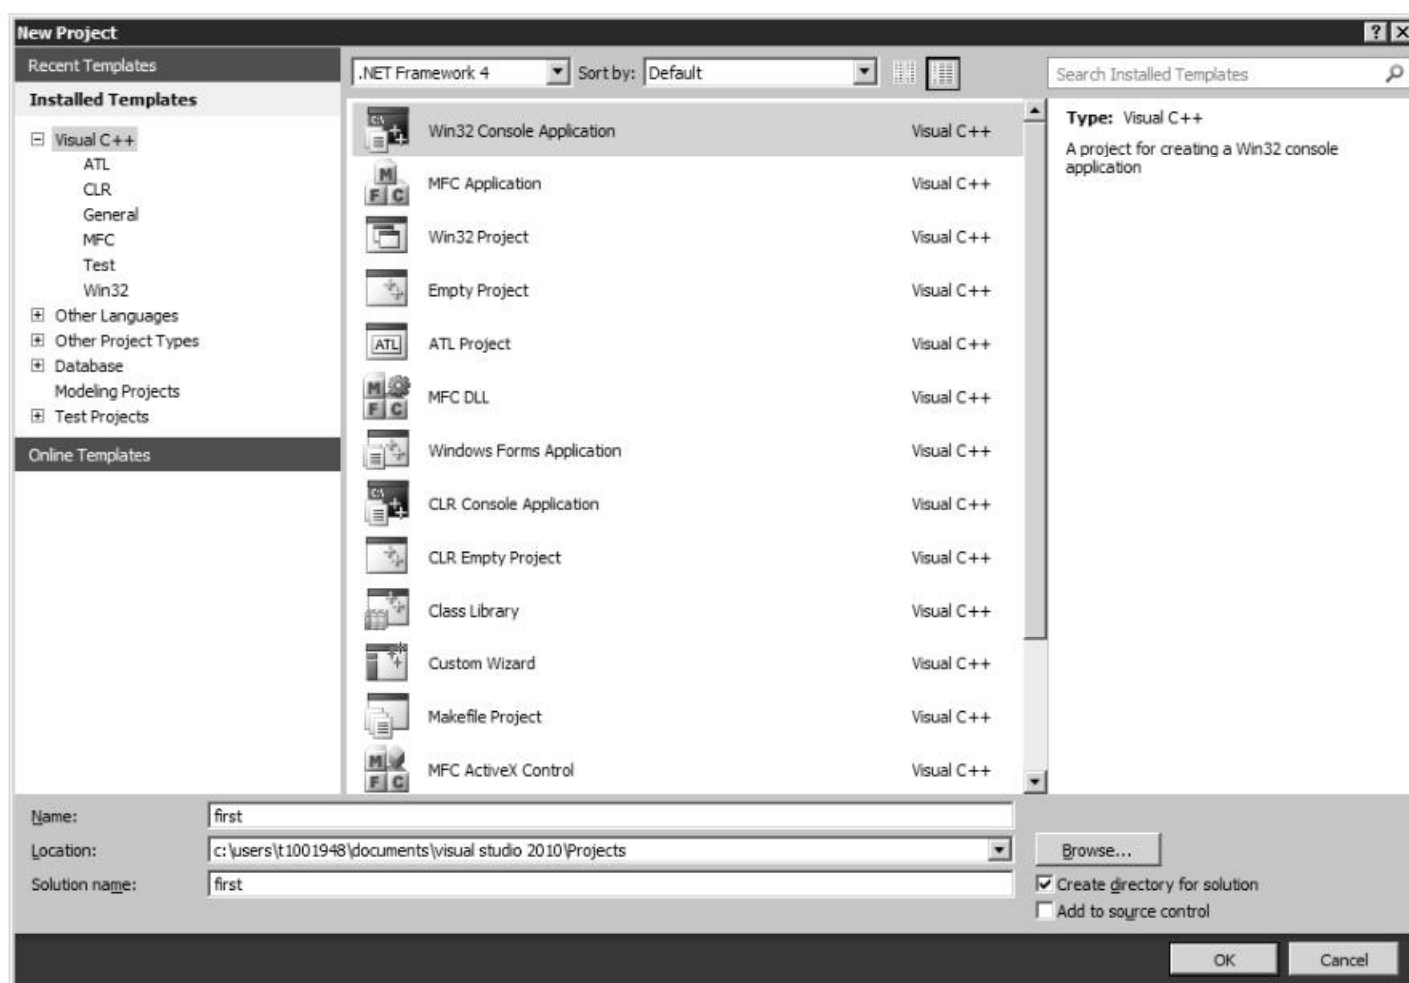 New Project
Recent Templates
Installed Templates
Visual C++
ATL
CLR
General
MFC
Test
Win32
Other Languages
Other Project Types
Database
Modeling Projects
Test Projects
Online Templates
.NET Framework 4 Sort by: Default
Win32 Console Application Visual C++
MFC Application Visual C++
Win32 Project Visual C++
Empty Project Visual C++
ATL ATL Project Visual C++
MFC DLL Visual C++
Windows Forms Application Visual C++
CLR Console Application Visual C++
CLR Empty Project Visual C++
Class Library Visual C++
Custom Wizard Visual C++
Makefile Project Visual C++
MFC ActiveX Control Visual C++
Search Installed Templates
Type: Visual C++
A project for creating a Win32 console
application
Name: first
Location: c:\users\t1001948\documents\visual studio 2010\Projects Browse...
Solution name: first
Create directory for solution
Add to source control
OK Cancel